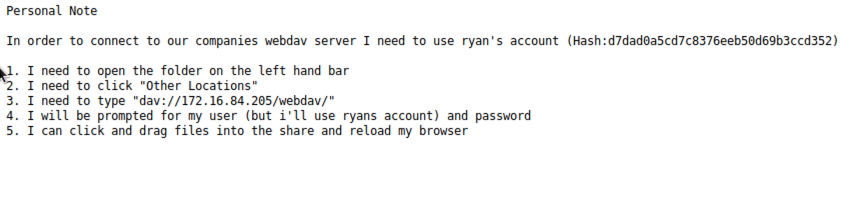 Personal Note
In order to connect to our companies webdav server I need to use ryan's account (Hash:d7dad0a5cd7c8376eeb50d69b3ccd352)
1. I need to open the folder on the left hand bar
2. I need to click "Other Locations"
3. I need to type "dav://172.16.84.205/webdav/"
4. I will be prompted for my user (but i'll use ryans account) and password
5. I can click and drag files into the share and reload my browser